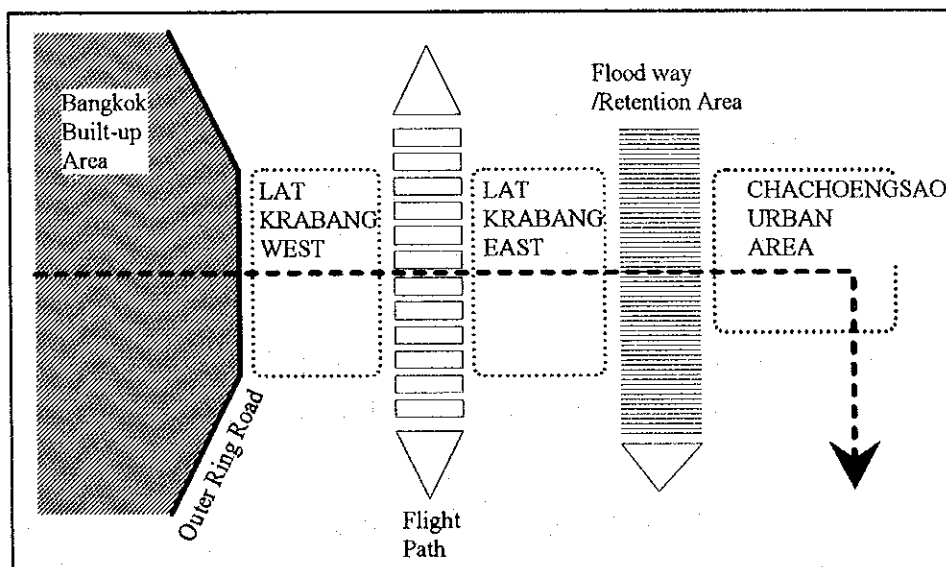 Bangkok
Built-up
Area
Flood way
/Retention Area
LAT
KRABANG
WEST
LAT
KRABANG
EAST
CHACHOENGSAO
URBAN
AREA
Outer Ring Road
Flight
Path